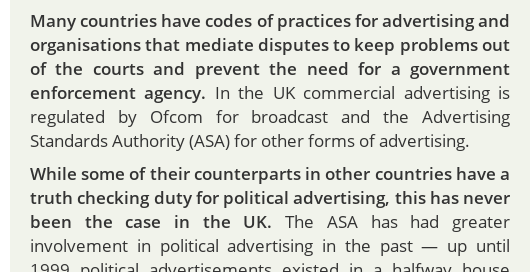 Many countries have codes of practices for advertising and
organisations that mediate disputes to keep problems out
of the courts and prevent the need for a government
enforcement agency. In the UK commercial advertising is
regulated by Ofcom for broadcast and the Advertising
Standards Authority (ASA) for other forms of advertising.
While some of their counterparts in other countries have a
truth checking duty for political advertising, this has never
been the case in the UK. The ASA has had greater
involvement in political advertising in the past — up until
1999 political advertisements existed in a halfway house